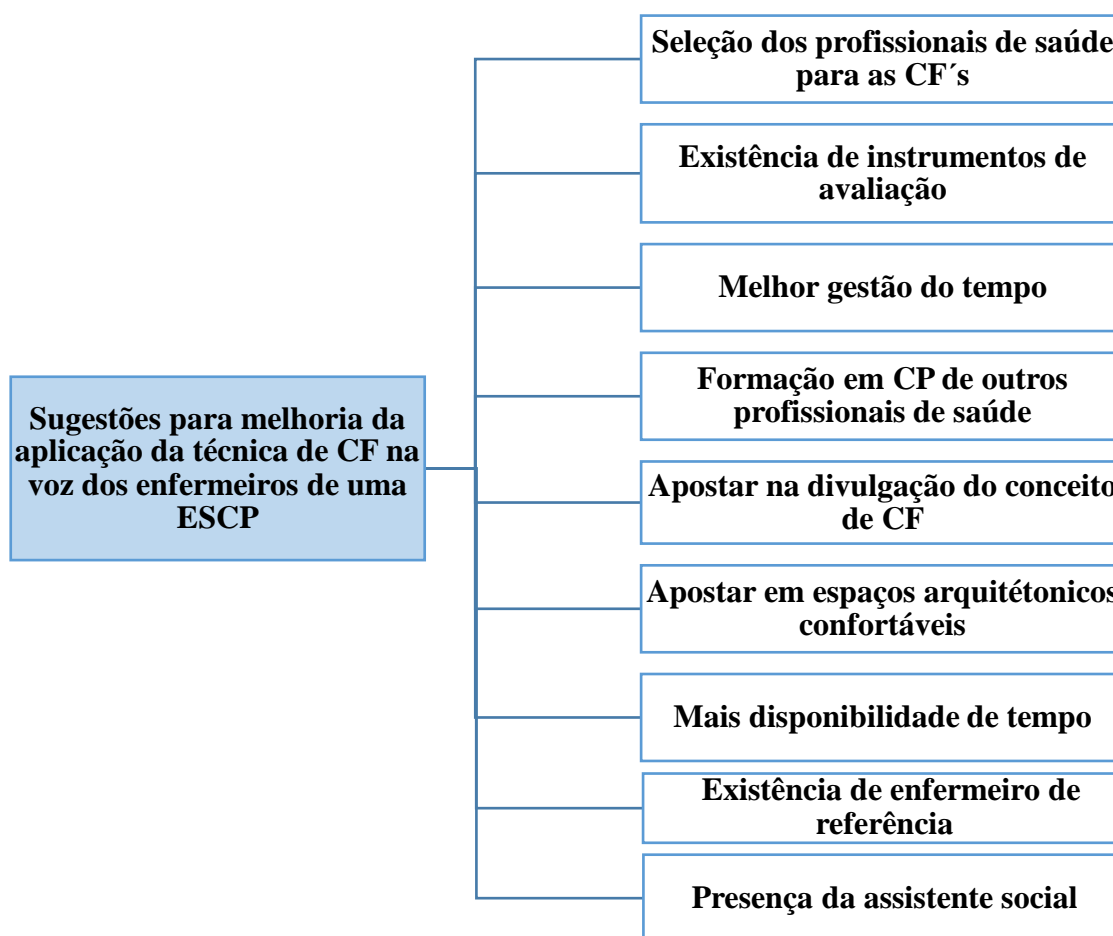 Seleção dos profissionais de saúde
para as CF´s
Existência de instrumentos de
avaliação
Melhor gestão do tempo
Formação em CP de outros
profissionais de saúde
Sugestões para melhoria da
aplicação da técnica de CF na
voz dos enfermeiros de uma
ESCP
Apostar na divulgação do conceito
de CF
Apostar em espaços arquitétonicos
confortáveis
Mais disponibilidade de tempo
Existência de enfermeiro de
referência
Presença da assistente social